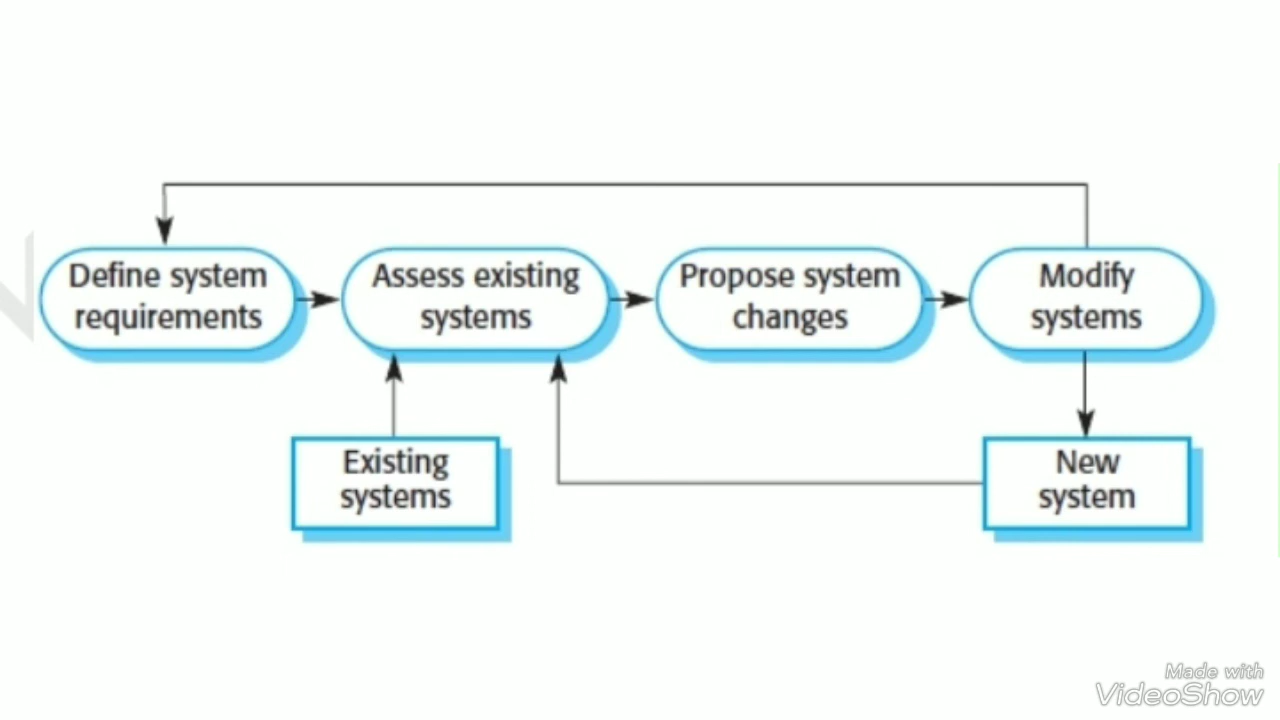 Define system
requirements
Assess existing
systems
Propose system
changes
Modify
systems
Existing
systems
New
system
Made with
VideoShow